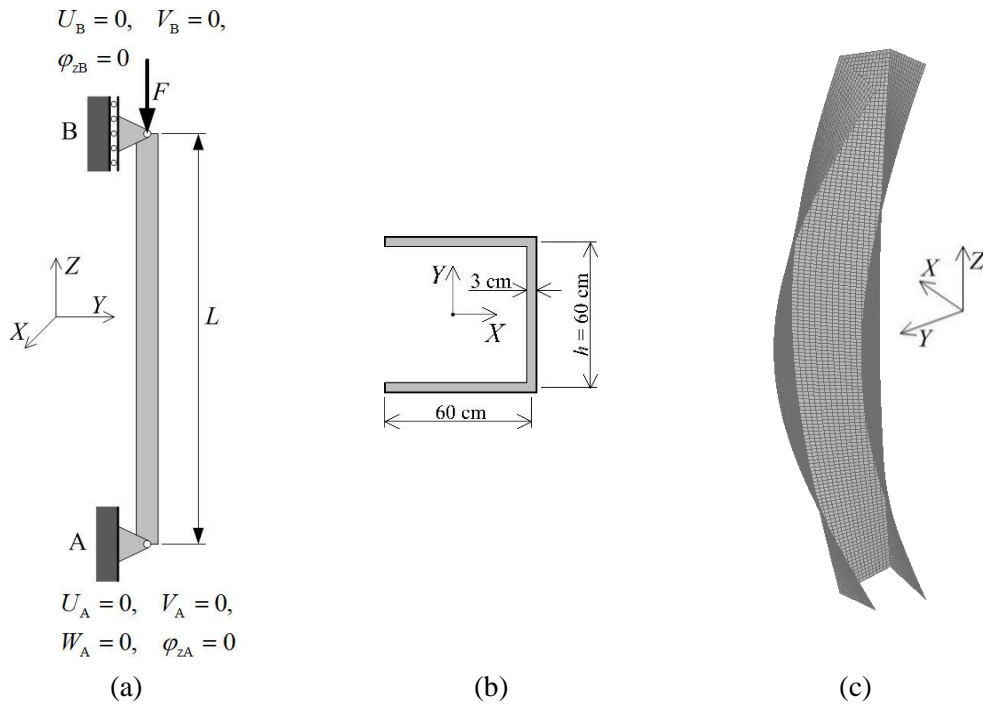 U_B = 0, V_B = 0,
φ_zB = 0
F
B
Z
Y
X
L
A
U_A = 0, V_A = 0,
W_A = 0, φ_zA = 0
(a)
3 cm
Y
X
h = 60 cm
60 cm
(b)
Z
X
Y
(c)